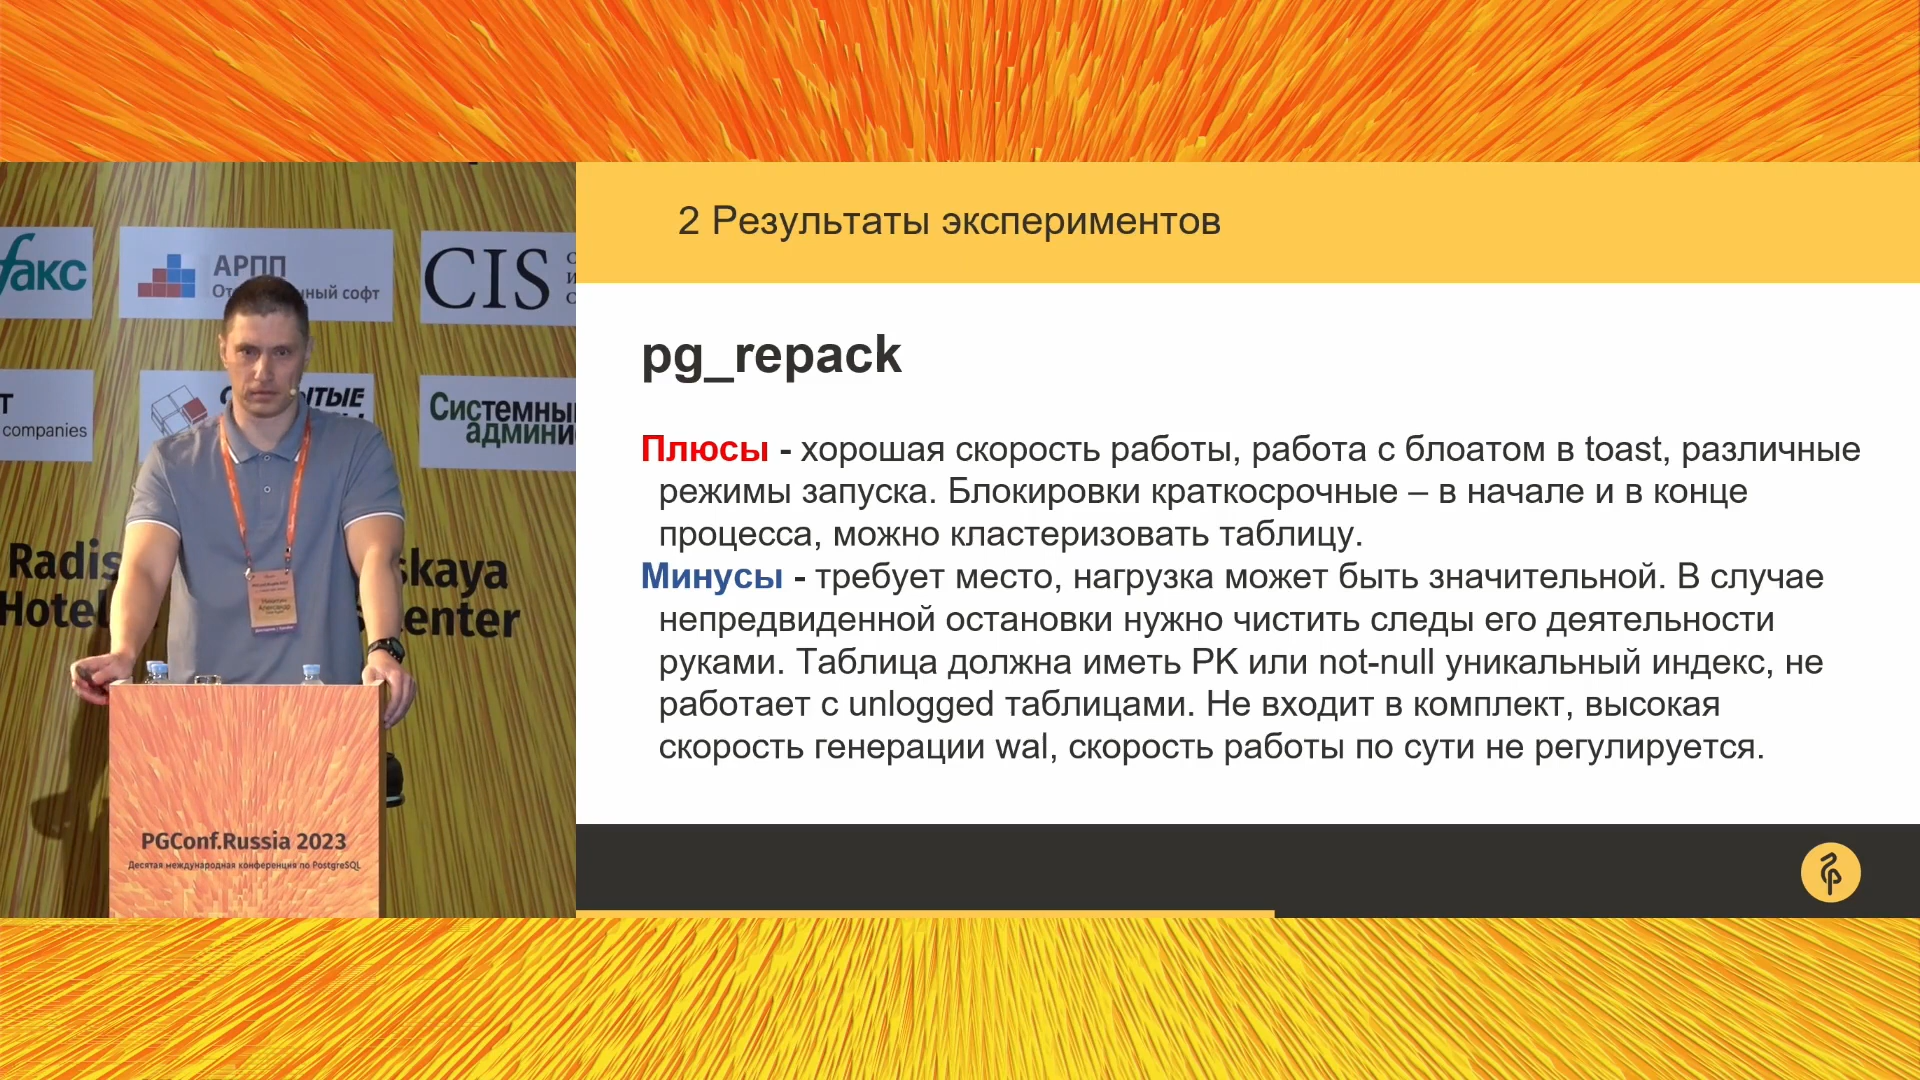 2 Результаты экспериментов
pg_repack
Плюсы - хорошая скорость работы, работа с блоатом в toast, различные
режимы запуска. Блокировки краткосрочные – в начале и в конце
процесса, можно кластеризовать таблицу.
Минусы - требует место, нагрузка может быть значительной. В случае
непредвиденной остановки нужно чистить следы его деятельности
руками. Таблица должна иметь PK или not-null уникальный индекс, не
работает с unlogged таблицами. Не входит в комплект, высокая
скорость генерации wal, скорость работы по сути не регулируется.
факс
АРПП
ный софт
CIS
companies
Системны
админи
Radis
skaya
Hotel
enter
Александр
PGConf.Russia 2023
Десятая международная конференция по PostgreSQL